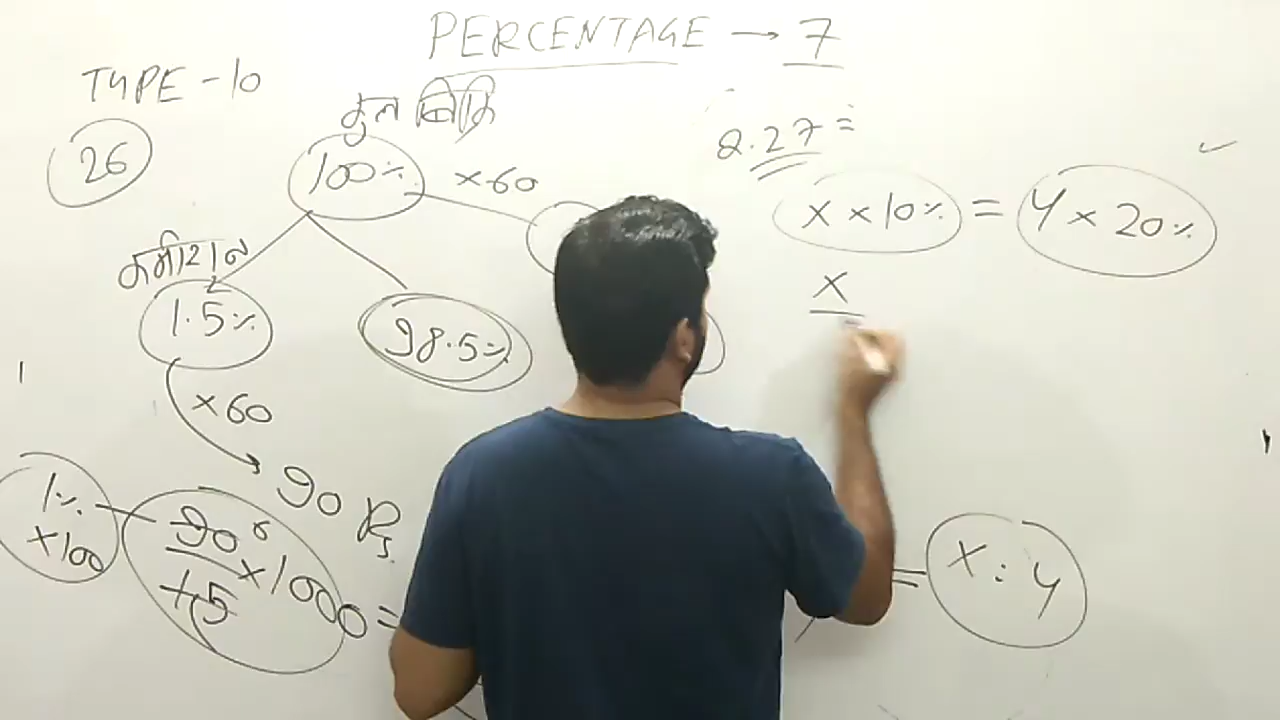 PERCENTAGE → 7
TYPE - 10
26
कुल बिक्रि
100%
×60
कमीशन
1.5%
98.5%
×60
90 Rs.
1%
×100
90 6
15 ×1000 =
Q.27 =
x × 10% = y × 20%
x
= x : y